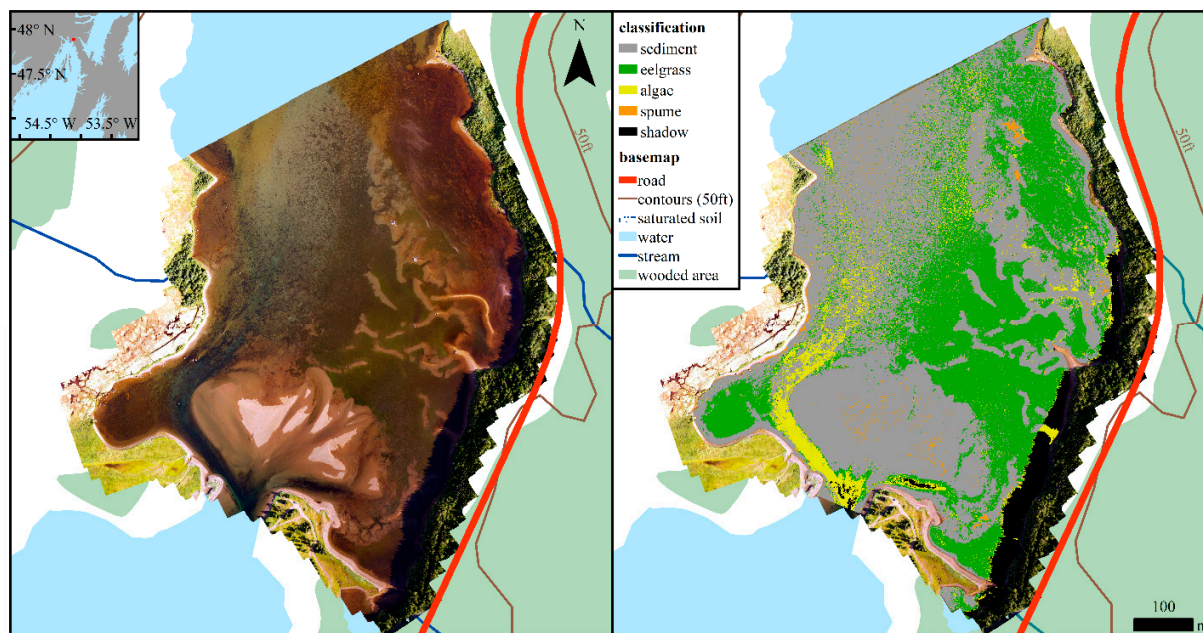 48° N
47.5° N
54.5° W 53.5° W
N
50ft
classification
sediment
eelgrass
algae
spume
shadow
basemap
road
contours (50ft)
saturated soil
water
stream
wooded area
50ft
100
m